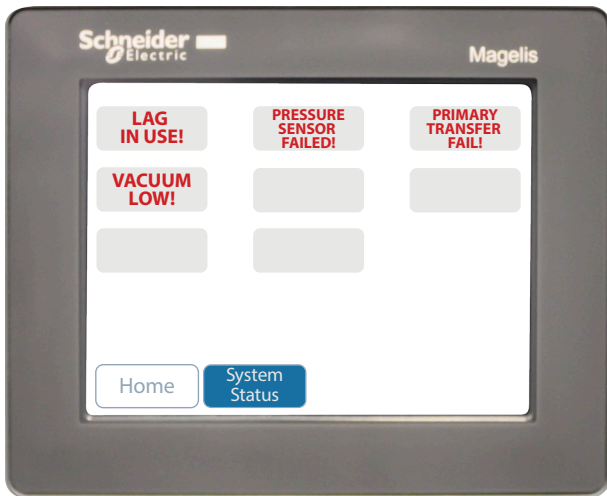 Schneider
Electric
Magelis
LAG
IN USE!
PRESSURE
SENSOR
FAILED!
PRIMARY
TRANSFER
FAIL!
VACUUM
LOW!
Home
System
Status